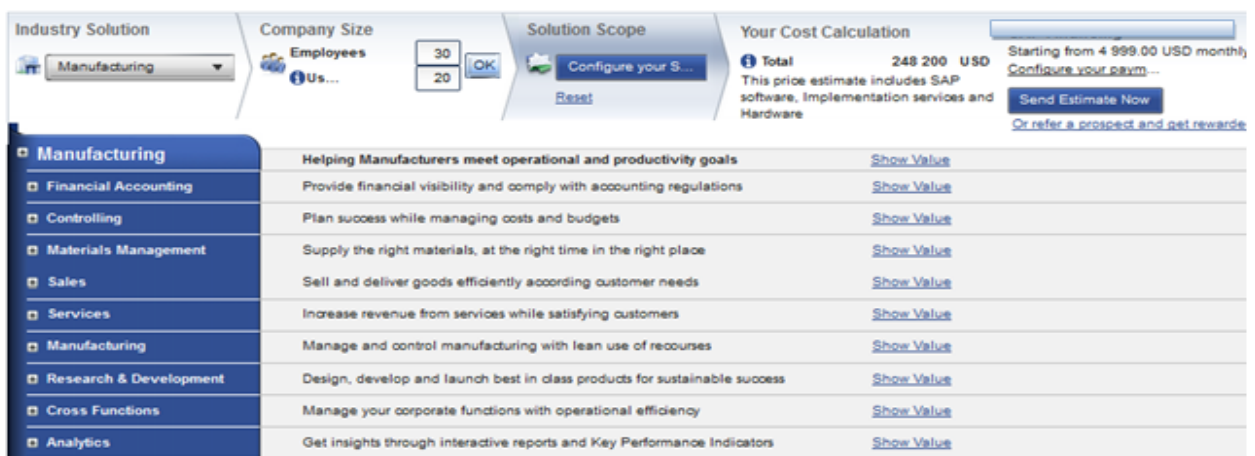 Industry Solution
Manufacturing
Company Size
Employees 30 OK
Us... 20
Solution Scope
Configure your S...
Reset
Your Cost Calculation
Total 248 200 USD
This price estimate includes SAP
software, Implementation services and
Hardware
Starting from 4 999.00 USD monthly
Configure your paym...
Send Estimate Now
Or refer a prospect and get rewarde
Manufacturing Helping Manufacturers meet operational and productivity goals Show Value
Financial Accounting Provide financial visibility and comply with accounting regulations Show Value
Controlling Plan success while managing costs and budgets Show Value
Materials Management Supply the right materials, at the right time in the right place Show Value
Sales Sell and deliver goods efficiently according customer needs Show Value
Services Increase revenue from services while satisfying customers Show Value
Manufacturing Manage and control manufacturing with lean use of recourses Show Value
Research & Development Design, develop and launch best in class products for sustainable success Show Value
Cross Functions Manage your corporate functions with operational efficiency Show Value
Analytics Get insights through interactive reports and Key Performance Indicators Show Value